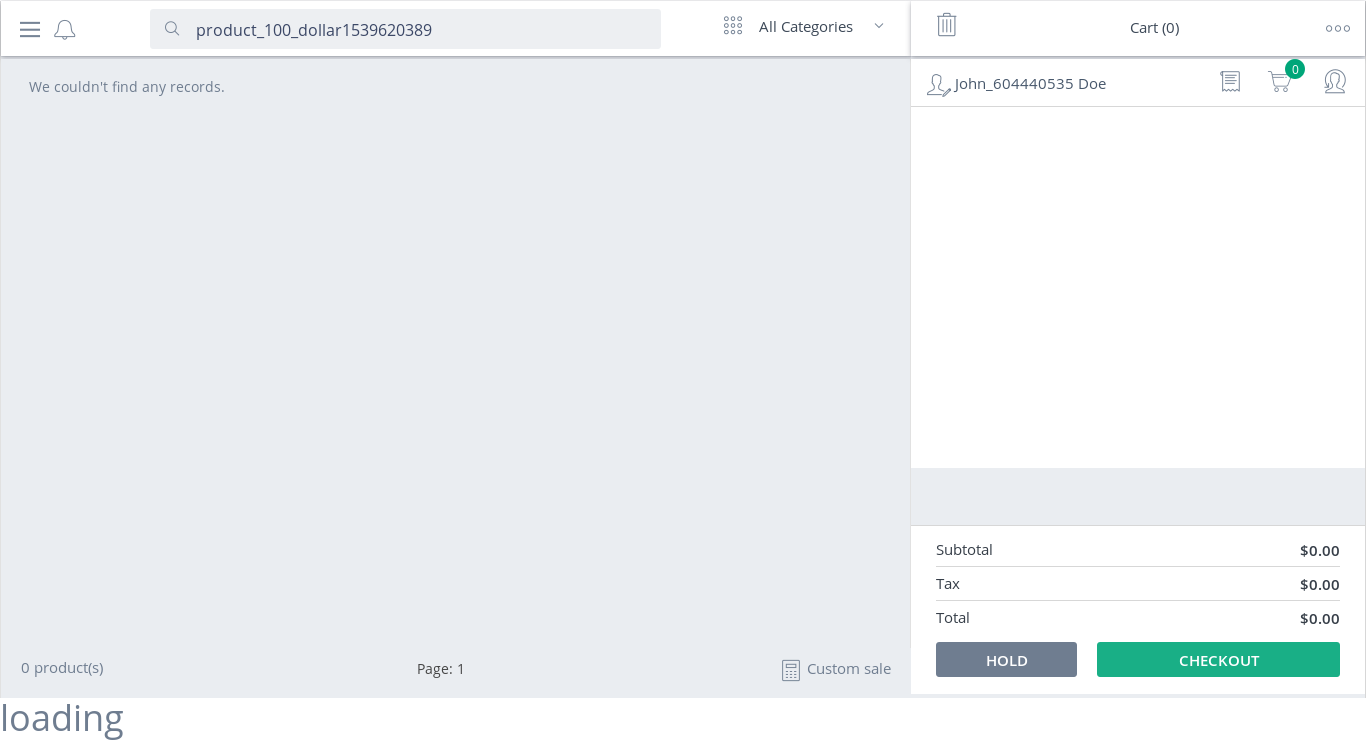 product_100_dollar1539620389
All Categories
Cart (0)
We couldn't find any records.
John_604440535 Doe
0
Subtotal
$0.00
Tax
$0.00
Total
$0.00
HOLD
CHECKOUT
0 product(s)
Page: 1
Custom sale
loading